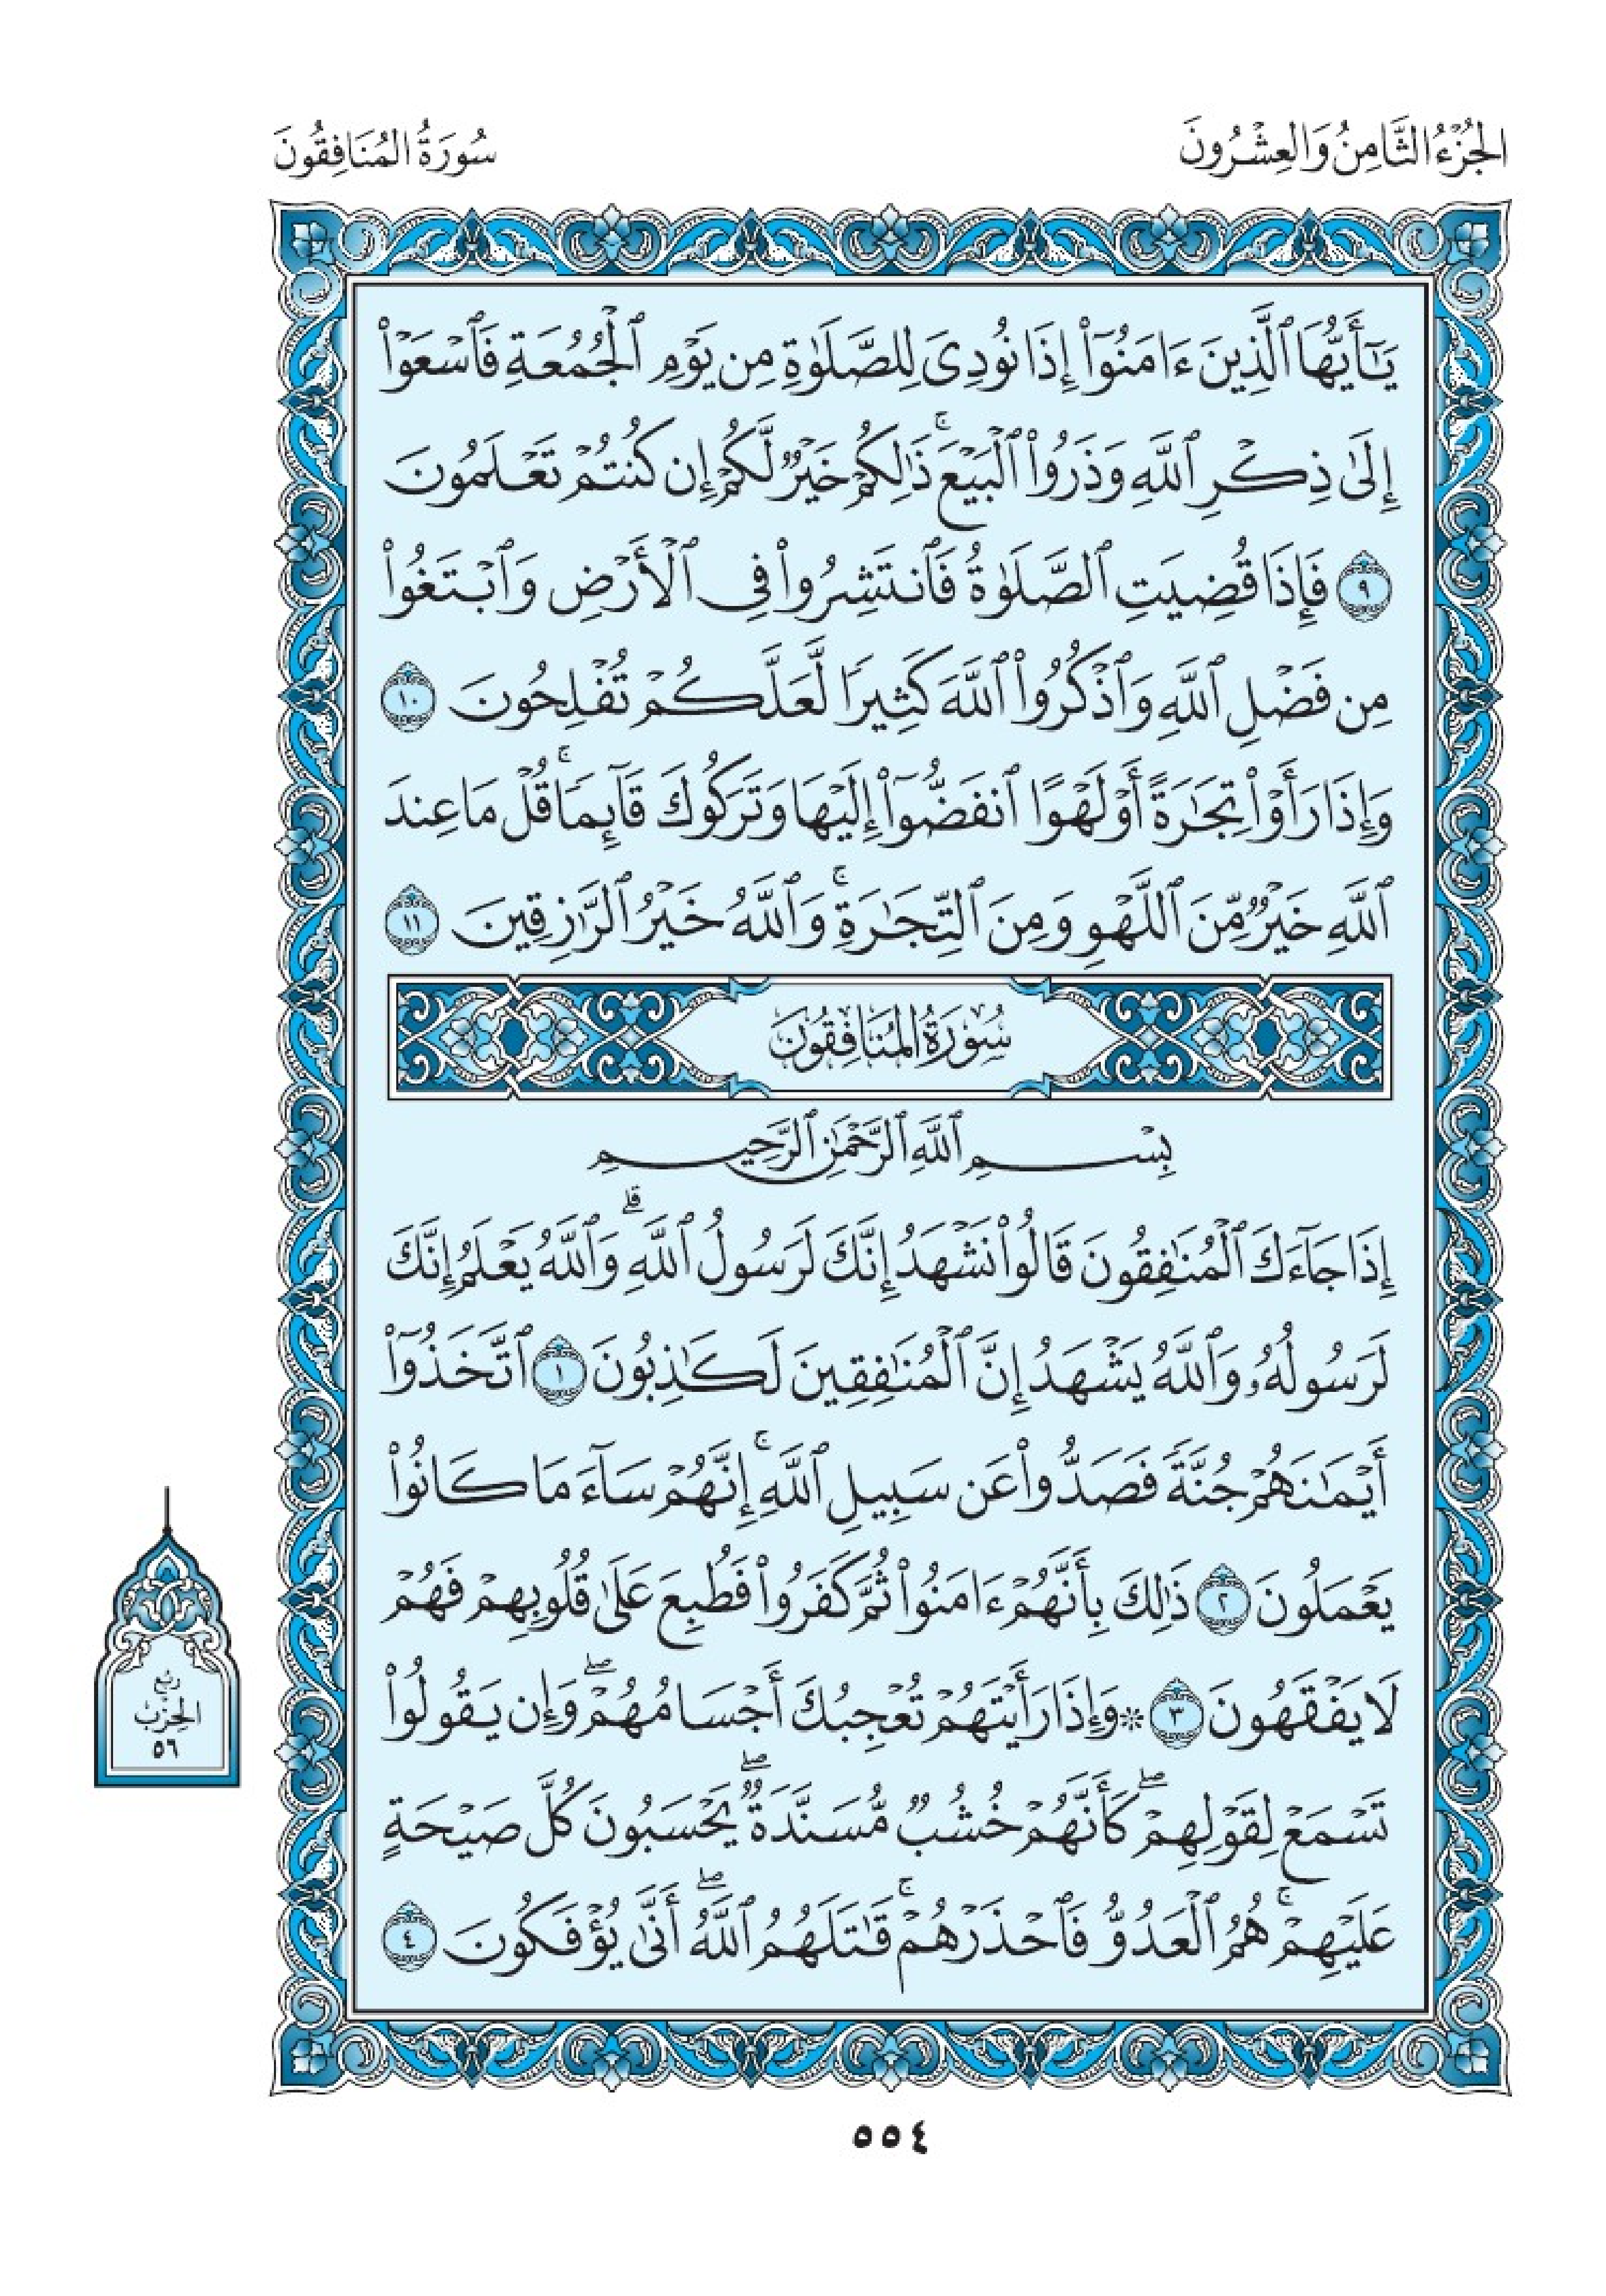 الجُزْءُ الثَّامِنُ وَالعِشْرُونَ
سُورَةُ المُنَافِقُونَ
يَٰٓأَيُّهَا ٱلَّذِينَ ءَامَنُوٓا۟ إِذَا نُودِىَ لِلصَّلَوٰةِ مِن يَوْمِ ٱلْجُمُعَةِ فَٱسْعَوْا۟
إِلَىٰ ذِكْرِ ٱللَّهِ وَذَرُوا۟ ٱلْبَيْعَ ۚ ذَٰلِكُمْ خَيْرٌ لَّكُمْ إِن كُنتُمْ تَعْلَمُونَ
٩ فَإِذَا قُضِيَتِ ٱلصَّلَوٰةُ فَٱنتَشِرُوا۟ فِى ٱلْأَرْضِ وَٱبْتَغُوا۟
مِن فَضْلِ ٱللَّهِ وَٱذْكُرُوا۟ ٱللَّهَ كَثِيرًا لَّعَلَّكُمْ تُفْلِحُونَ ١٠
وَإِذَا رَأَوْا۟ تِجَٰرَةً أَوْ لَهْوًا ٱنفَضُّوٓا۟ إِلَيْهَا وَتَرَكُوكَ قَآئِمًا ۚ قُلْ مَا عِندَ
ٱللَّهِ خَيْرٌ مِّنَ ٱللَّهْوِ وَمِنَ ٱلتِّجَٰرَةِ ۚ وَٱللَّهُ خَيْرُ ٱلرَّٰزِقِينَ ١١
سُورَةُ المُنَافِقُونَ
بِسْمِ ٱللَّهِ ٱلرَّحْمَٰنِ ٱلرَّحِيمِ
إِذَا جَآءَكَ ٱلْمُنَٰفِقُونَ قَالُوا۟ نَشْهَدُ إِنَّكَ لَرَسُولُ ٱللَّهِ ۗ وَٱللَّهُ يَعْلَمُ إِنَّكَ
لَرَسُولُهُۥ وَٱللَّهُ يَشْهَدُ إِنَّ ٱلْمُنَٰفِقِينَ لَكَٰذِبُونَ ١ ٱتَّخَذُوٓا۟
أَيْمَٰنَهُمْ جُنَّةً فَصَدُّوا۟ عَن سَبِيلِ ٱللَّهِ ۚ إِنَّهُمْ سَآءَ مَا كَانُوا۟
يَعْمَلُونَ ٢ ذَٰلِكَ بِأَنَّهُمْ ءَامَنُوا۟ ثُمَّ كَفَرُوا۟ فَطُبِعَ عَلَىٰ قُلُوبِهِمْ فَهُمْ
لَا يَفْقَهُونَ ٣ ۞ وَإِذَا رَأَيْتَهُمْ تُعْجِبُكَ أَجْسَامُهُمْ ۖ وَإِن يَقُولُوا۟
تَسْمَعْ لِقَوْلِهِمْ ۖ كَأَنَّهُمْ خُشُبٌ مُّسَنَّدَةٌ ۖ يَحْسَبُونَ كُلَّ صَيْحَةٍ
عَلَيْهِمْ ۚ هُمُ ٱلْعَدُوُّ فَٱحْذَرْهُمْ ۚ قَٰتَلَهُمُ ٱللَّهُ ۖ أَنَّىٰ يُؤْفَكُونَ ٤
رُبع
الحِزْب
٥٦
٥٥٤